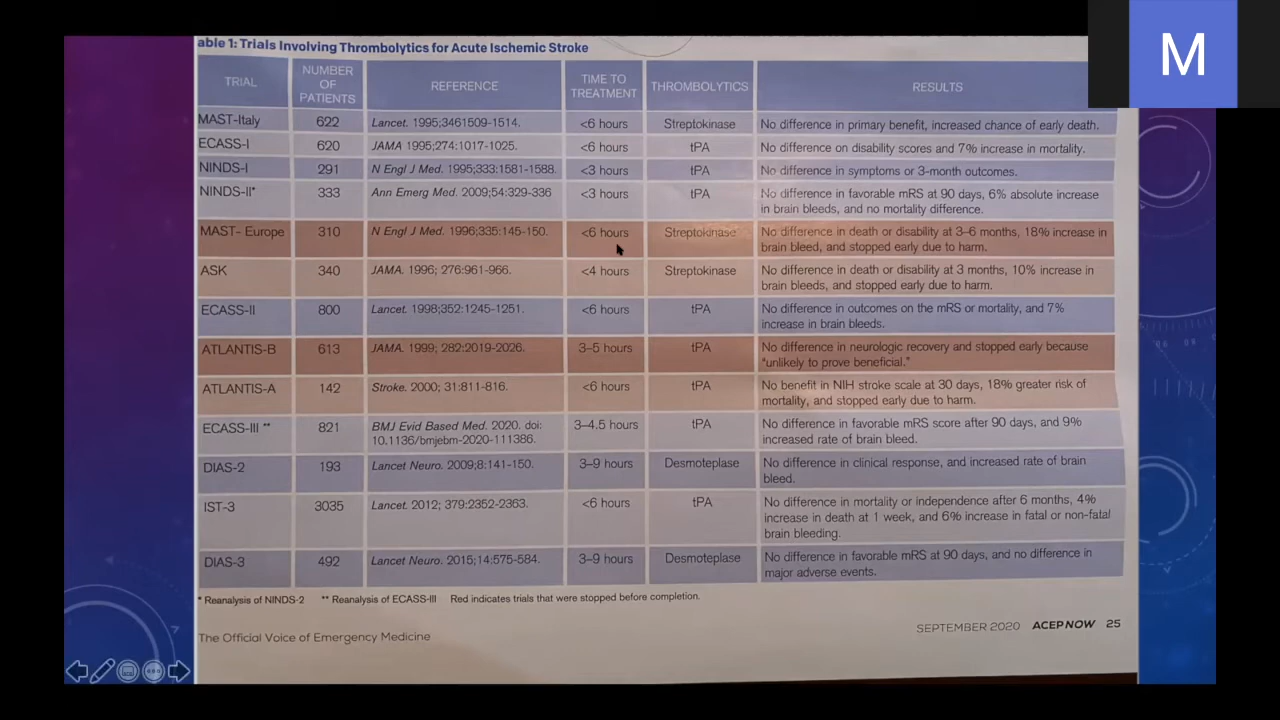 M
able 1: Trials Involving Thrombolytics for Acute Ischemic Stroke
TRIAL
NUMBER
OF
PATIENTS
REFERENCE
TIME TO
TREATMENT
THROMBOLYTICS
RESULTS
MAST-Italy 622 Lancet. 1995;3461509-1514. <6 hours Streptokinase No difference in primary benefit, increased chance of early death.
ECASS-I 620 JAMA 1995;274:1017-1025. <6 hours tPA No difference on disability scores and 7% increase in mortality.
NINDS-I 291 N Engl J Med. 1995;333:1581-1588. <3 hours tPA No difference in symptoms or 3-month outcomes.
NINDS-II* 333 Ann Emerg Med. 2009;54:329-336 <3 hours tPA No difference in favorable mRS at 90 days, 6% absolute increase
in brain bleeds, and no mortality difference.
MAST- Europe 310 N Engl J Med. 1996;335:145-150. <6 hours Streptokinase No difference in death or disability at 3-6 months, 18% increase in
brain bleed, and stopped early due to harm.
ASK 340 JAMA. 1996; 276:961-966. <4 hours Streptokinase No difference in death or disability at 3 months, 10% increase in
brain bleeds, and stopped early due to harm.
ECASS-II 800 Lancet. 1998;352:1245-1251. <6 hours tPA No difference in outcomes on the mRS or mortality, and 7%
increase in brain bleeds.
ATLANTIS-B 613 JAMA. 1999; 282:2019-2026. 3–5 hours tPA No difference in neurologic recovery and stopped early because
"unlikely to prove beneficial."
ATLANTIS-A 142 Stroke. 2000; 31:811-816. <6 hours tPA No benefit in NIH stroke scale at 30 days, 18% greater risk of
mortality, and stopped early due to harm.
ECASS-III ** 821 BMJ Evid Based Med. 2020. doi: 3–4.5 hours tPA No difference in favorable mRS score after 90 days, and 9%
10.1136/bmjebm-2020-111386. increased rate of brain bleed.
DIAS-2 193 Lancet Neuro. 2009;8:141-150. 3–9 hours Desmoteplase No difference in clinical response, and increased rate of brain
bleed.
IST-3 3035 Lancet. 2012; 379:2352-2363. <6 hours tPA No difference in mortality or independence after 6 months, 4%
increase in death at 1 week, and 6% increase in fatal or non-fatal
brain bleeding.
DIAS-3 492 Lancet Neuro. 2015;14:575-584. 3–9 hours Desmoteplase No difference in favorable mRS at 90 days, and no difference in
major adverse events.
* Reanalysis of NINDS-2 ** Reanalysis of ECASS-III Red indicates trials that were stopped before completion.
The Official Voice of Emergency Medicine
SEPTEMBER 2020 ACEP NOW 25